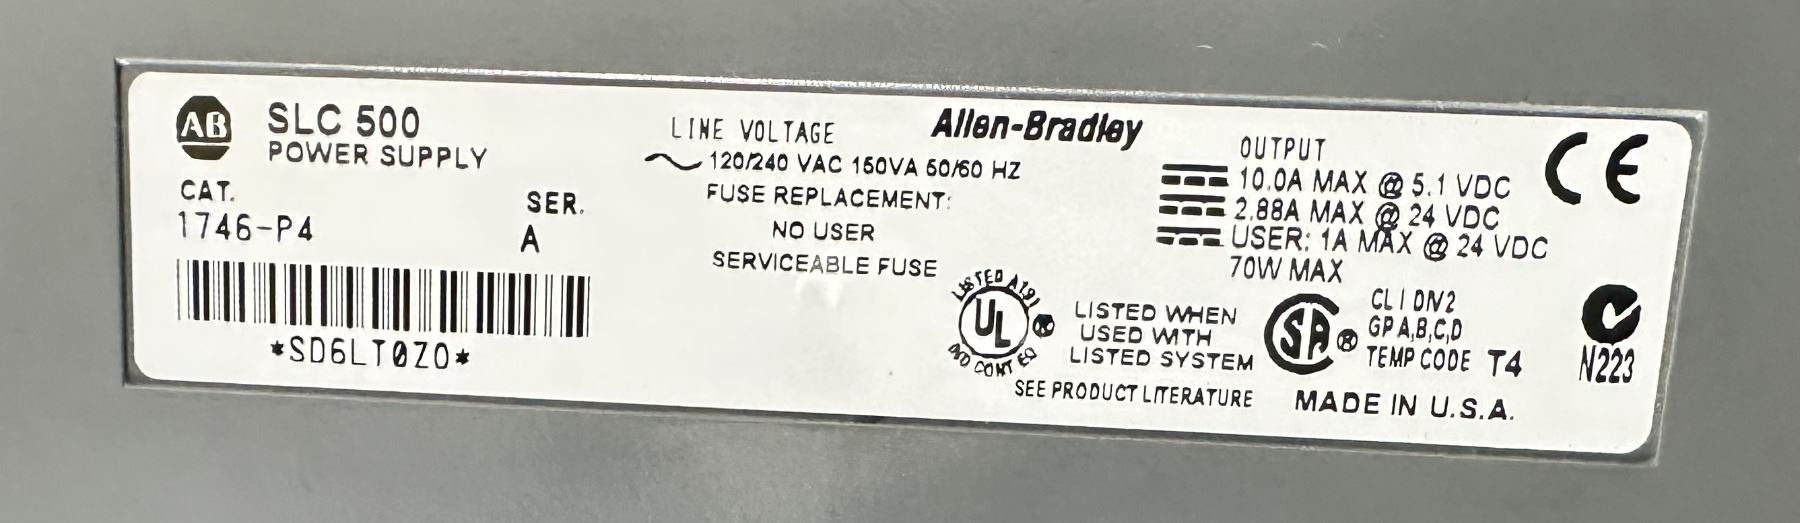 AB SLC 500
POWER SUPPLY
CAT.
1746-P4
SER.
A
*SD6LT0Z0*
LINE VOLTAGE
120/240 VAC 160VA 50/60 HZ
FUSE REPLACEMENT:
NO USER
SERVICEABLE FUSE
Allen-Bradley
OUTPUT
10.0A MAX @ 5.1 VDC
2.88A MAX @ 24 VDC
USER: 1A MAX @ 24 VDC
70W MAX
CE
LISTED A191
UL ®
IND CONT EQ
LISTED WHEN
USED WITH
LISTED SYSTEM
SEE PRODUCT LITERATURE
SA ®
CL I DIV 2
GP A,B,C,D
TEMP CODE T4
MADE IN U.S.A.
N223